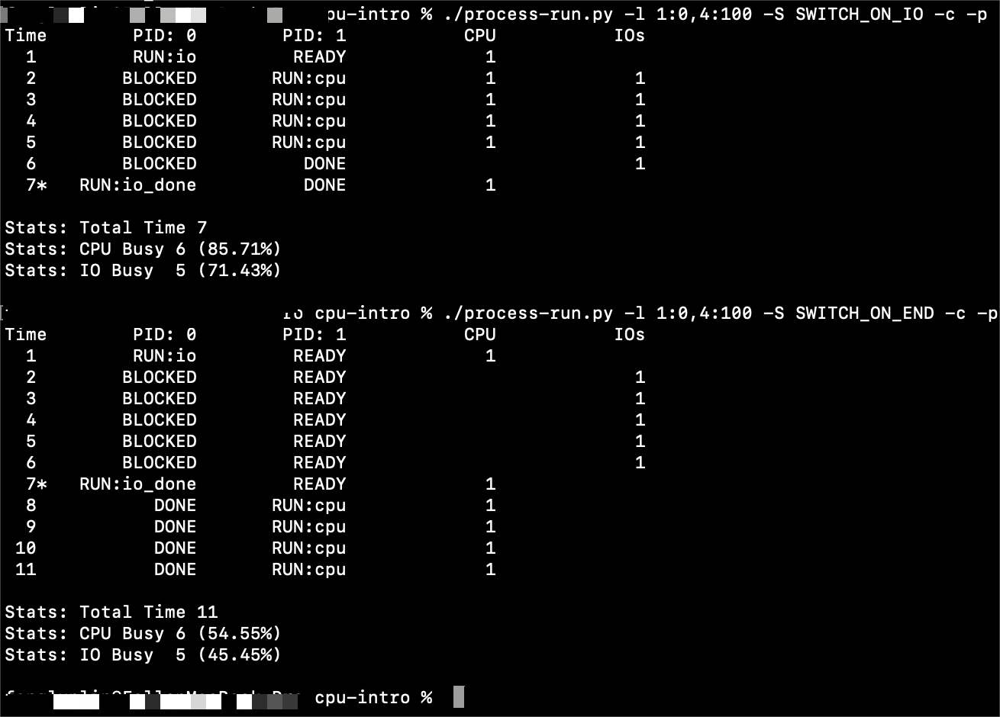 cpu-intro % ./process-run.py -l 1:0,4:100 -S SWITCH_ON_IO -c -p
Time PID: 0 PID: 1 CPU IOs
1 RUN:io READY 1
2 BLOCKED RUN:cpu 1 1
3 BLOCKED RUN:cpu 1 1
4 BLOCKED RUN:cpu 1 1
5 BLOCKED RUN:cpu 1 1
6 BLOCKED DONE 1
7* RUN:io_done DONE 1
Stats: Total Time 7
Stats: CPU Busy 6 (85.71%)
Stats: IO Busy 5 (71.43%)
cpu-intro % ./process-run.py -l 1:0,4:100 -S SWITCH_ON_END -c -p
Time PID: 0 PID: 1 CPU IOs
1 RUN:io READY 1
2 BLOCKED READY 1
3 BLOCKED READY 1
4 BLOCKED READY 1
5 BLOCKED READY 1
6 BLOCKED READY 1
7* RUN:io_done READY 1
8 DONE RUN:cpu 1
9 DONE RUN:cpu 1
10 DONE RUN:cpu 1
11 DONE RUN:cpu 1
Stats: Total Time 11
Stats: CPU Busy 6 (54.55%)
Stats: IO Busy 5 (45.45%)
cpu-intro %